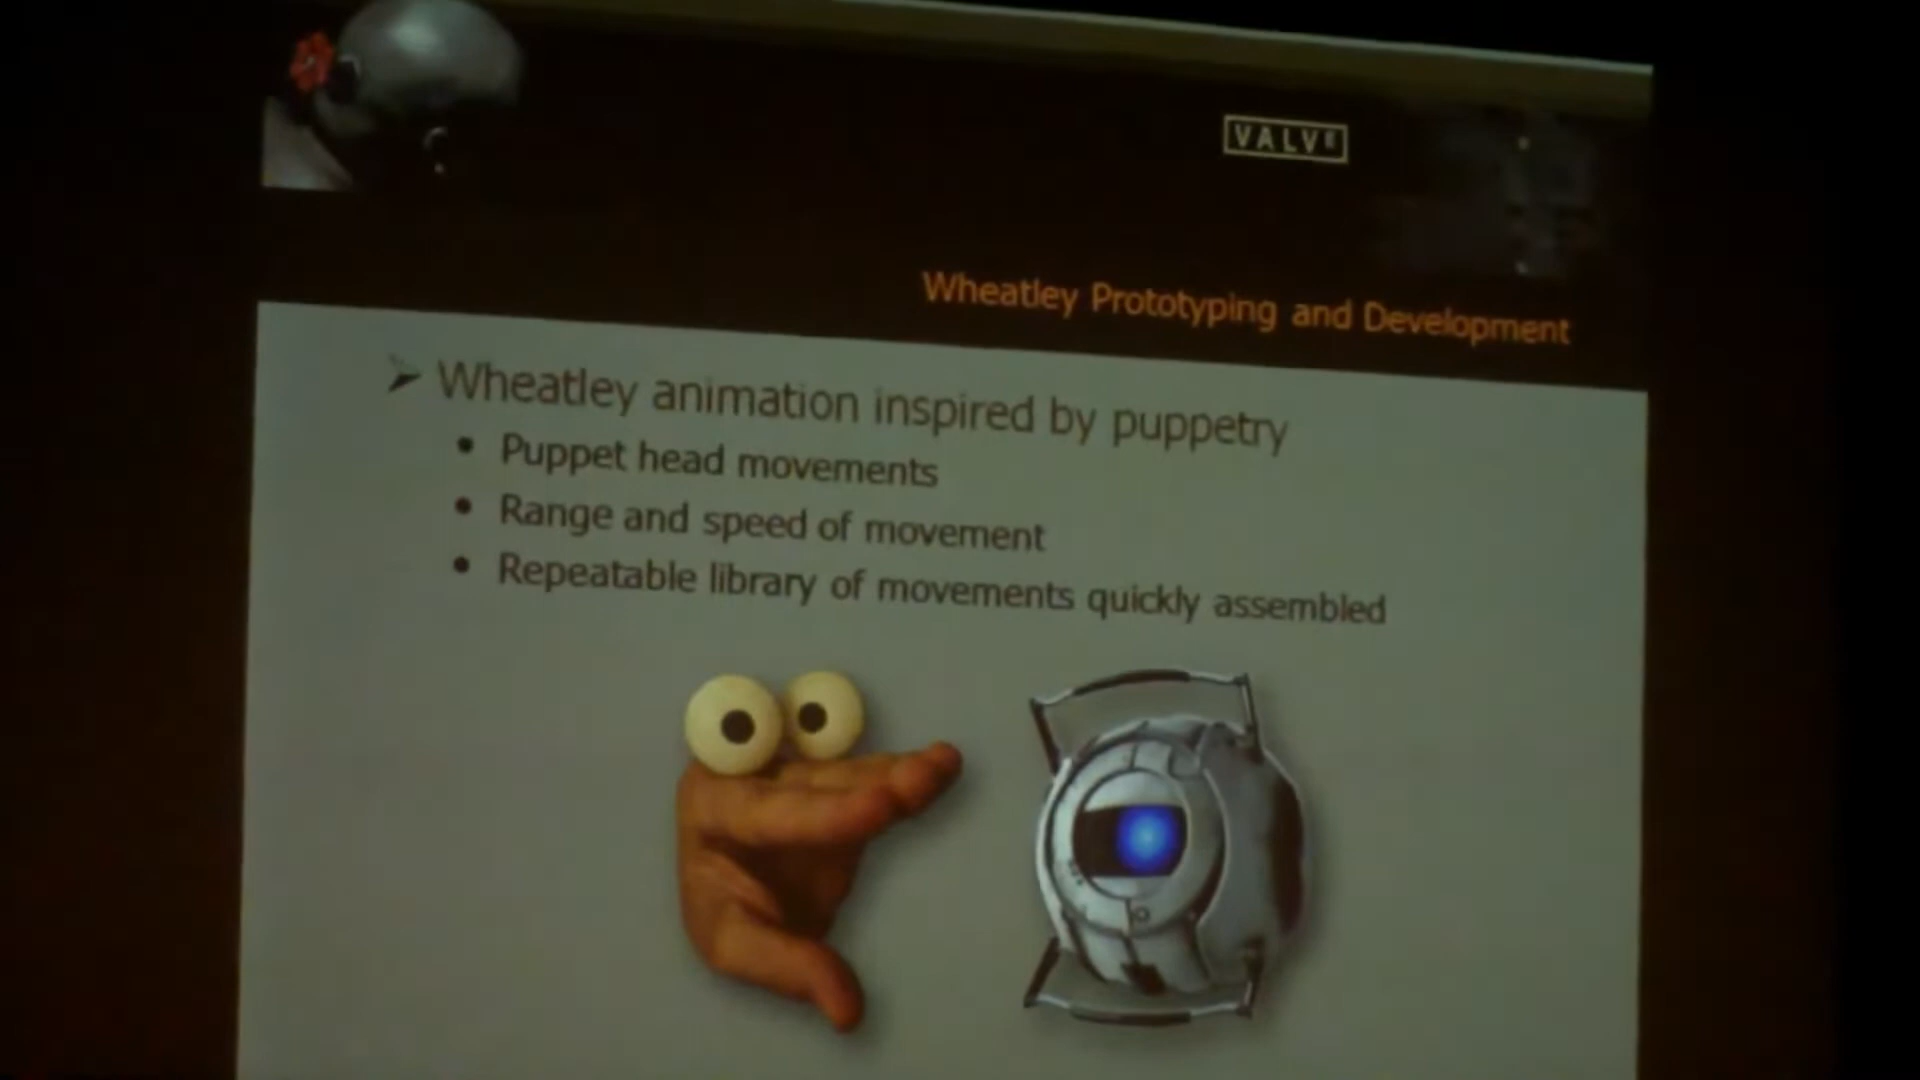 VALVE
Wheatley Prototyping and Development
➢ Wheatley animation inspired by puppetry
• Puppet head movements
• Range and speed of movement
• Repeatable library of movements quickly assembled